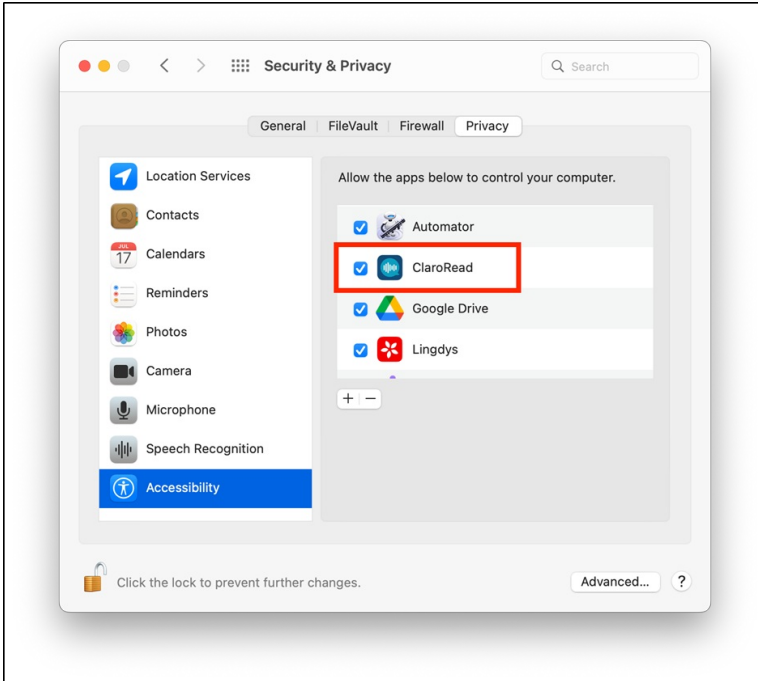 Security & Privacy
Search
General
FileVault
Firewall
Privacy
Location Services
Contacts
JUL
17
Calendars
Reminders
Photos
Camera
Microphone
Speech Recognition
Accessibility
Allow the apps below to control your computer.
Automator
ClaroRead
Google Drive
Lingdys
+ −
Click the lock to prevent further changes.
Advanced...
?